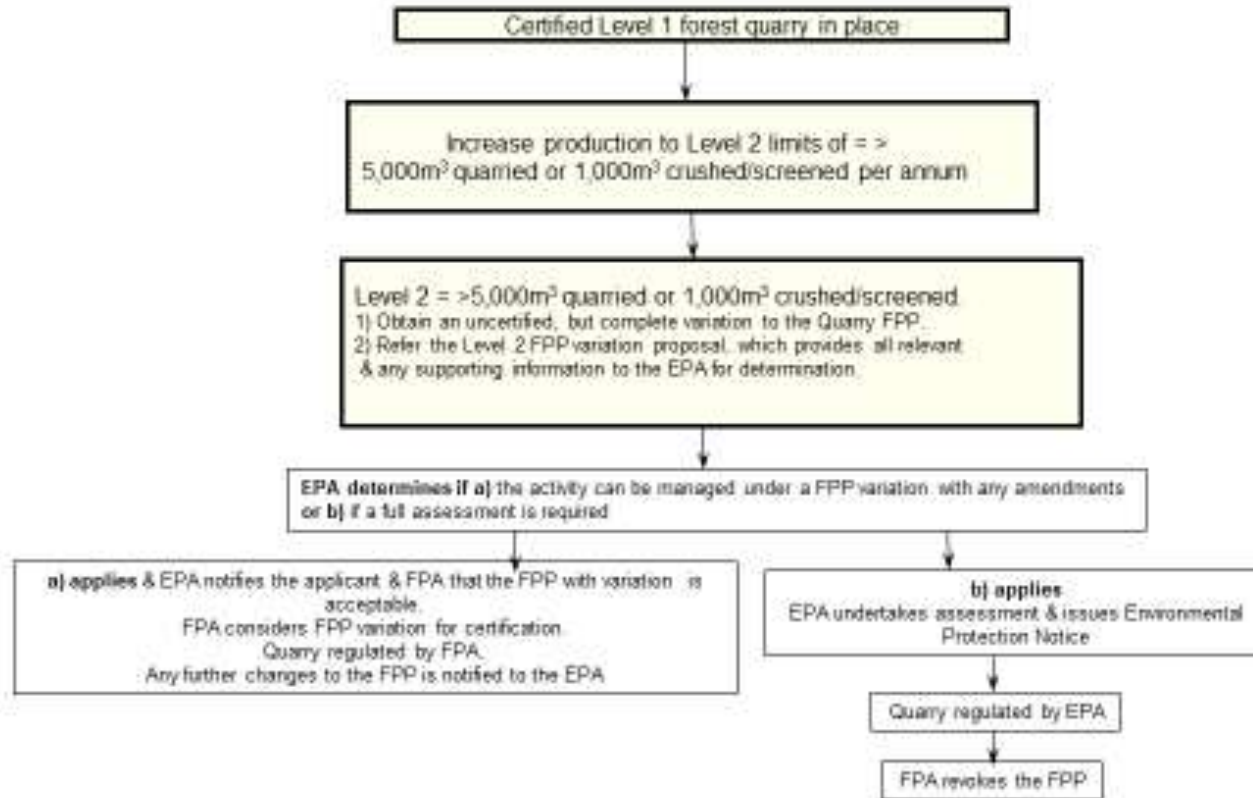 Certified Level 1 forest quarry in place
Increase production to Level 2 limits of = >
5,000m³ quarried or 1,000m³ crushed/screened per annum
Level 2 = >5,000m³ quarried or 1,000m³ crushed/screened.
1) Obtain an uncertified, but complete variation to the Quarry FPP.
2) Refer the Level 2 FPP variation proposal, which provides all relevant
& any supporting information to the EPA for determination.
EPA determines if a) the activity can be managed under a FPP variation with any amendments
or b) if a full assessment is required
a) applies & EPA notifies the applicant & FPA that the FPP with variation is
acceptable.
FPA considers FPP variation for certification.
Quarry regulated by FPA.
Any further changes to the FPP is notified to the EPA
b) applies
EPA undertakes assessment & issues Environmental
Protection Notice
Quarry regulated by EPA
FPA revokes the FPP